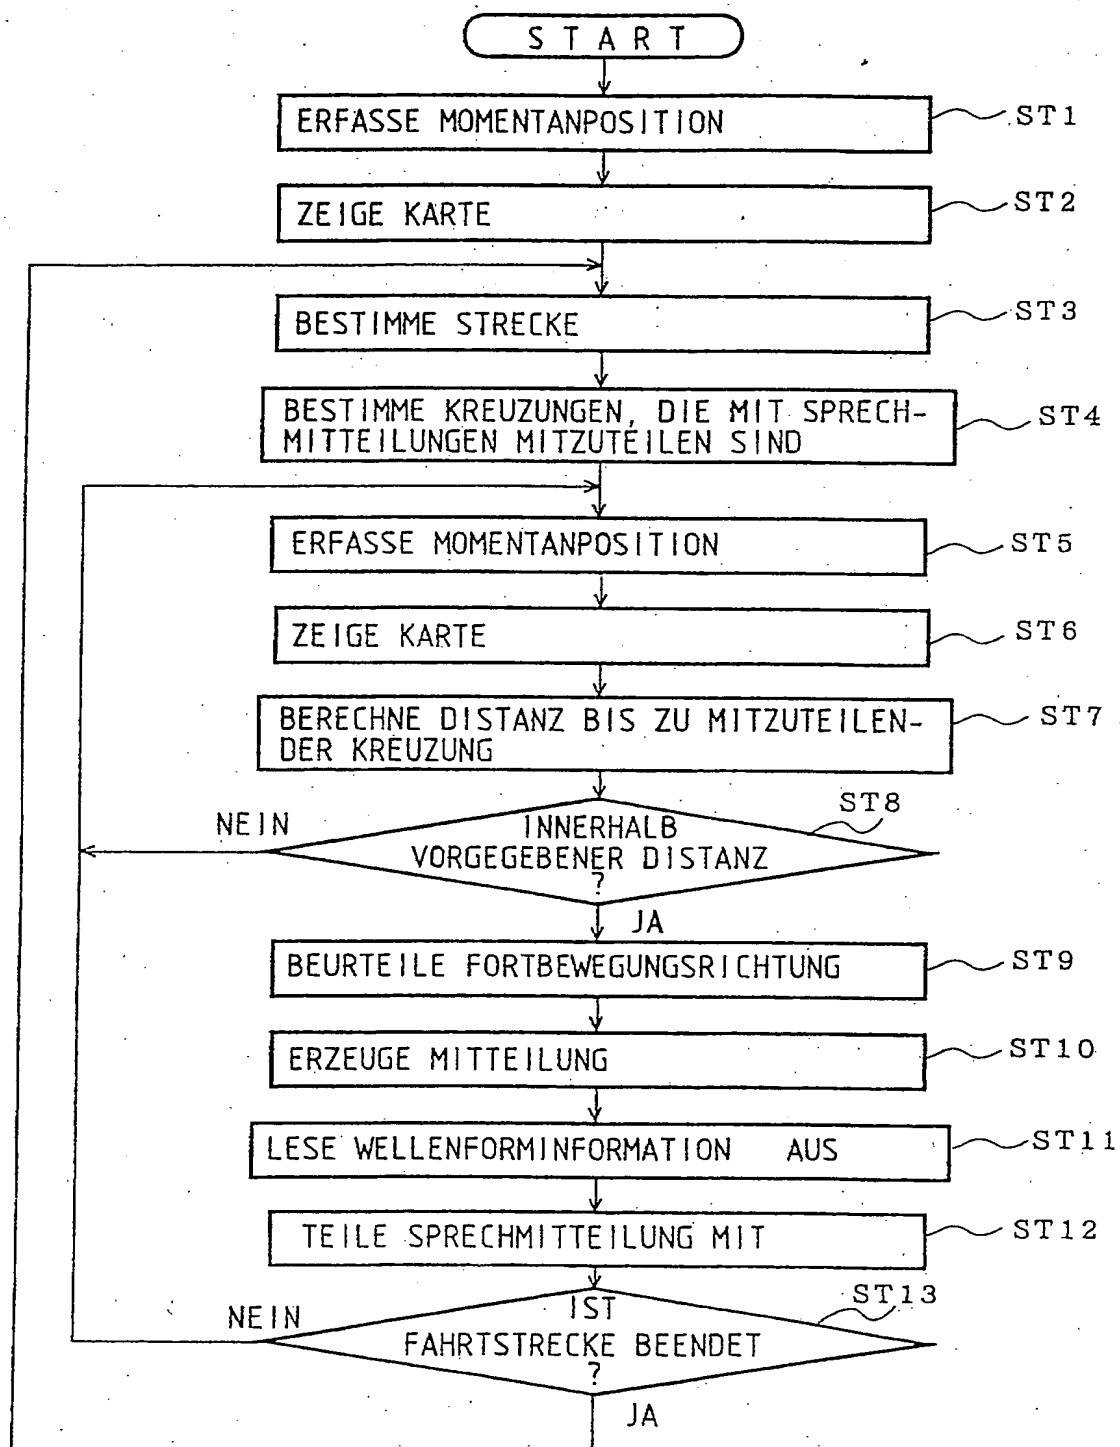 START
ERFASSE MOMENTANPOSITION
ST1
ZEIGE KARTE
ST2
BESTIMME STRECKE
ST3
BESTIMME KREUZUNGEN, DIE MIT SPRECH-
MITTEILUNGEN MITZUTEILEN SIND
ST4
ERFASSE MOMENTANPOSITION
ST5
ZEIGE KARTE
ST6
BERECHNE DISTANZ BIS ZU MITZUTEILEN-
DER KREUZUNG
ST7
ST8
NEIN
INNERHALB
VORGEGEBENER DISTANZ
?
JA
BEURTEILE FORTBEWEGUNGSRICHTUNG
ST9
ERZEUGE MITTEILUNG
ST10
LESE WELLENFORMINFORMATION AUS
ST11
TEILE SPRECHMITTEILUNG MIT
ST12
ST13
NEIN
IST
FAHRTSTRECKE BEENDET
?
JA